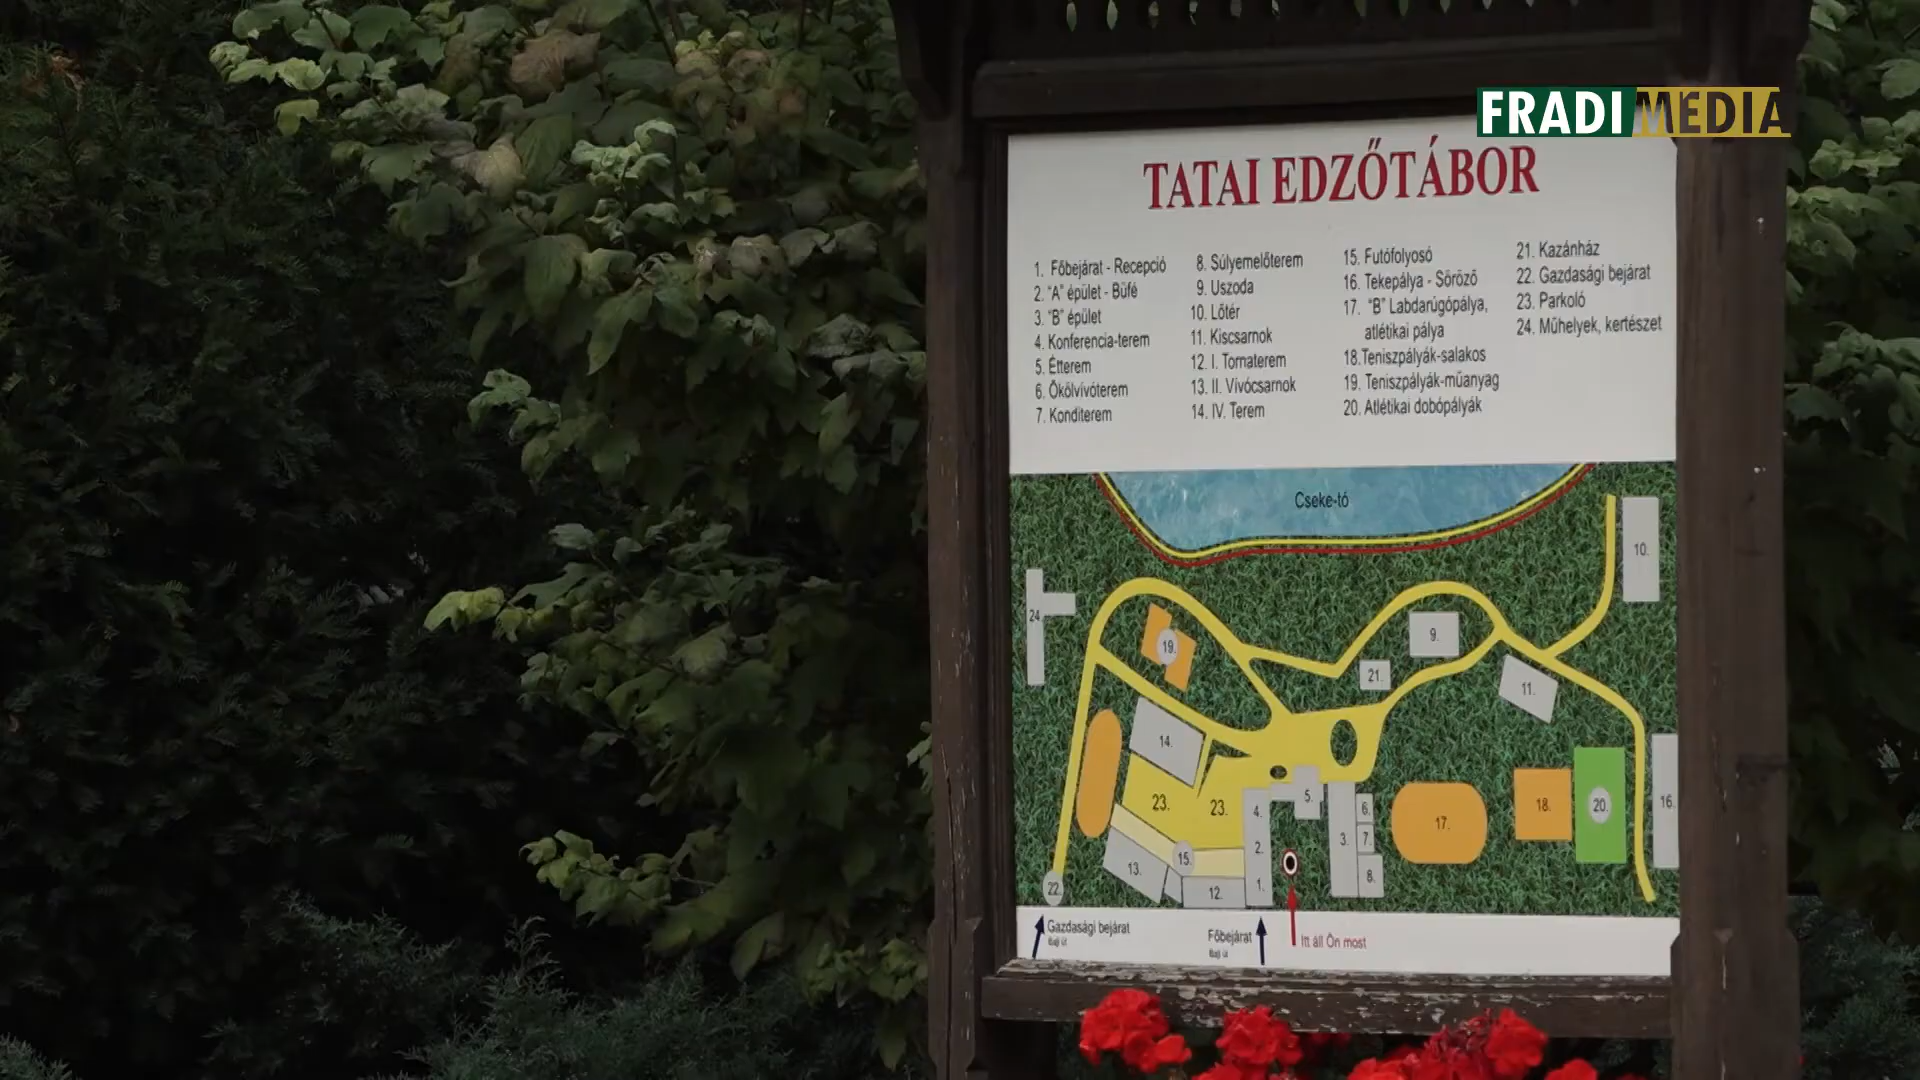 FRADIMÉDIA
TATAI EDZŐTÁBOR
1. Főbejárat - Recepció
2. "A" épület - Büfé
3. "B" épület
4. Konferencia-terem
5. Étterem
6. Ökölvívóterem
7. Konditerem
8. Súlyemelőterem
9. Uszoda
10. Lőtér
11. Kiscsarnok
12. I. Tornaterem
13. II. Vívócsarnok
14. IV. Terem
15. Futófolyosó
16. Tekepálya - Söröző
17. "B" Labdarúgópálya,
atlétikai pálya
18.Teniszpályák-salakos
19. Teniszpályák-műanyag
20. Atlétikai dobópályák
21. Kazánház
22. Gazdasági bejárat
23. Parkoló
24. Műhelyek, kertészet
Cseke-tó
10.
24
19.
9.
21.
11.
14.
23.
23.
4.
5.
6.
7.
3.
2.
8.
1.
17.
18.
20.
16.
15.
13.
12.
22.
Gazdasági bejárat
Baji út
Főbejárat
Baji út
Itt áll Ön most